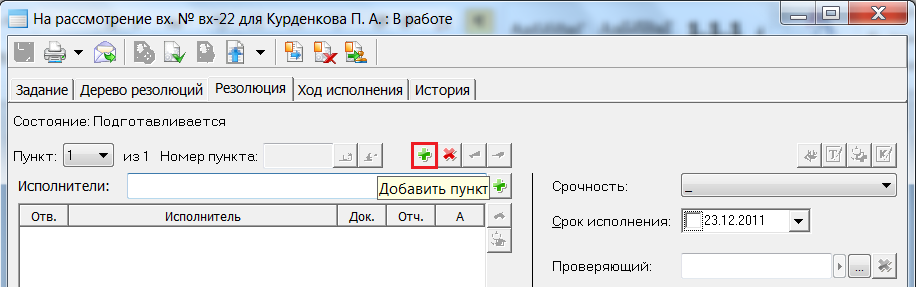 На рассмотрение вх. № вх-22 для Курденкова П. А. : В работе
Задание Дерево резолюций Резолюция Ход исполнения История
Состояние: Подготавливается
Пункт: 1 из 1 Номер пункта:
Исполнители: Добавить пункт Срочность: _
Отв. Исполнитель Док. Отч. А Срок исполнения: 23.12.2011
Проверяющий: ...